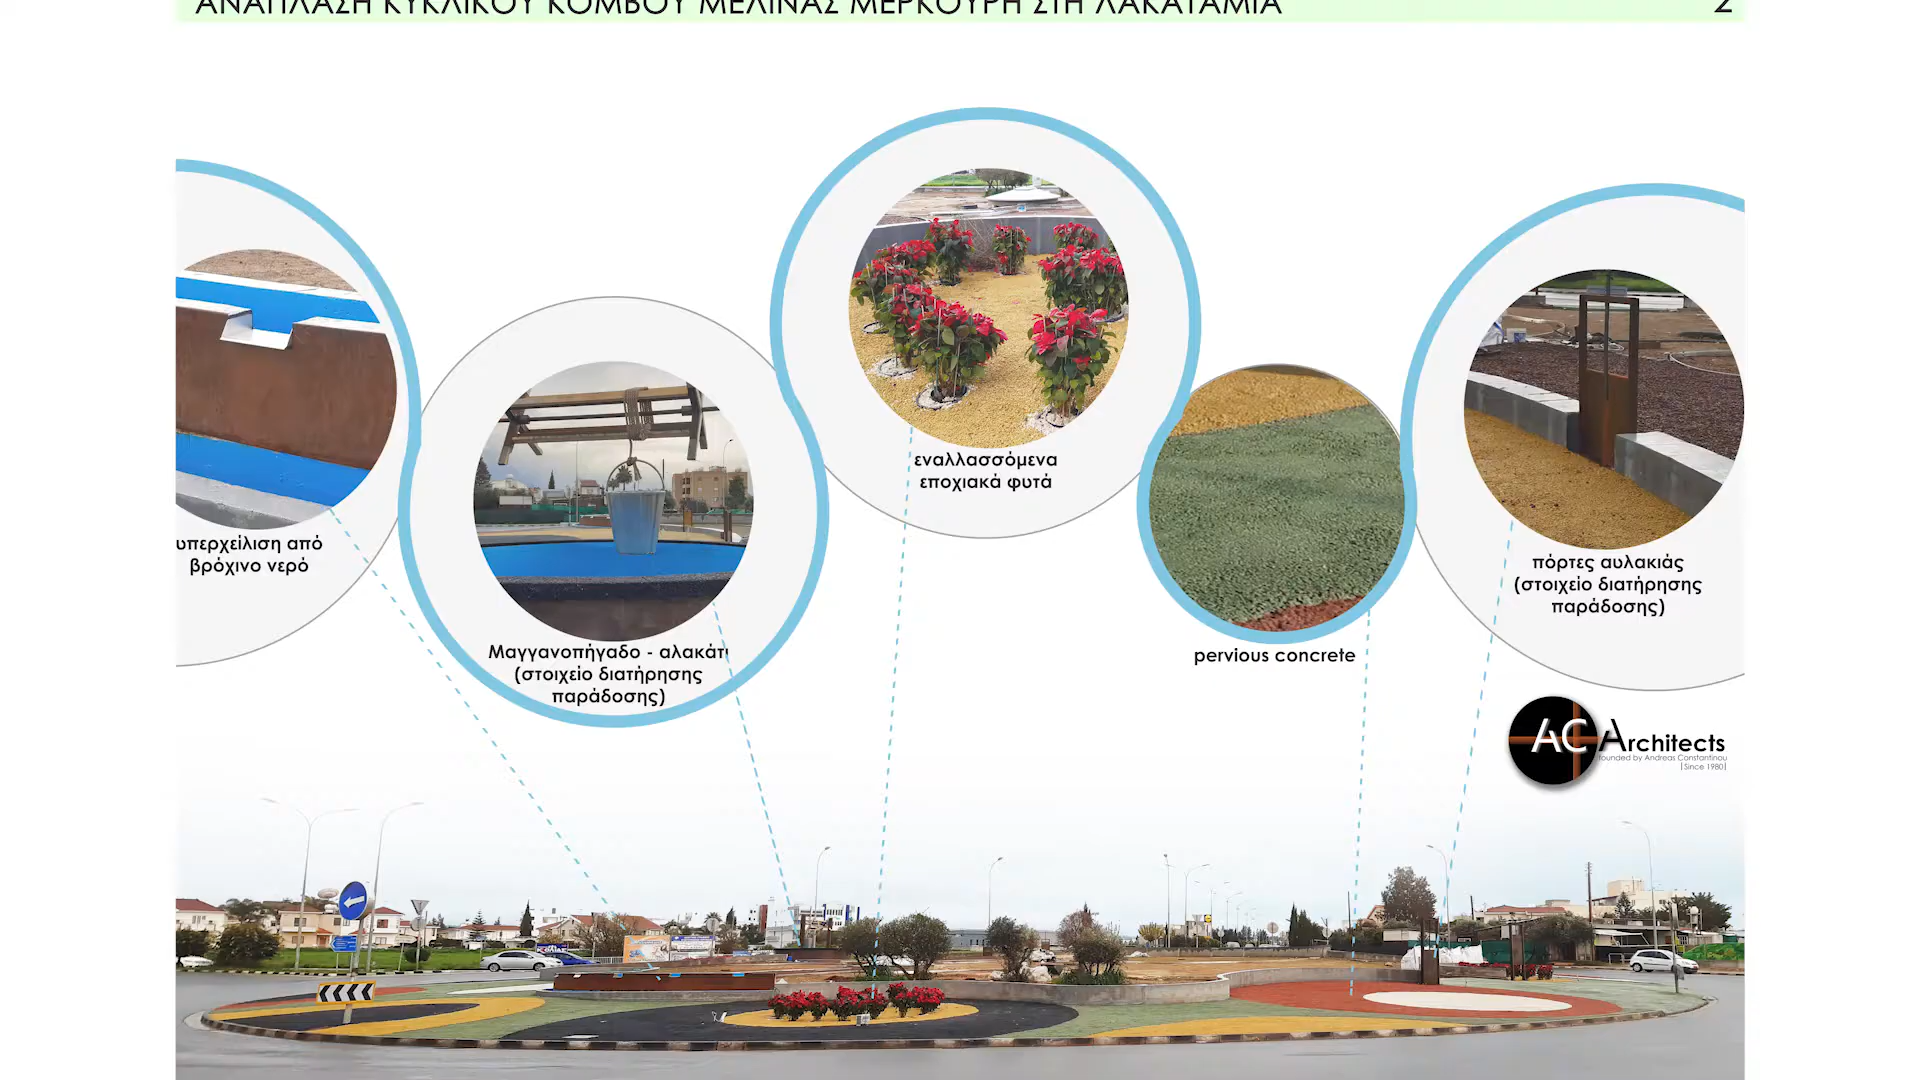 ΑΝΑΠΛΑΣΗ ΚΥΚΛΙΚΟΥ ΚΟΜΒΟΥ ΜΕΛΙΝΑΣ ΜΕΡΚΟΥΡΗ ΣΤΗ ΛΑΚΑΤΑΜΙΑ 2
εναλλασσόμενα
εποχιακά φυτά
υπερχείλιση από
βρόχινο νερό
πόρτες αυλακιάς
(στοιχείο διατήρησης
παράδοσης)
Μαγγανοπήγαδο - αλακάτι
(στοιχείο διατήρησης
παράδοσης)
pervious concrete
AC Architects
founded by Andreas Constantinou
|Since 1980|